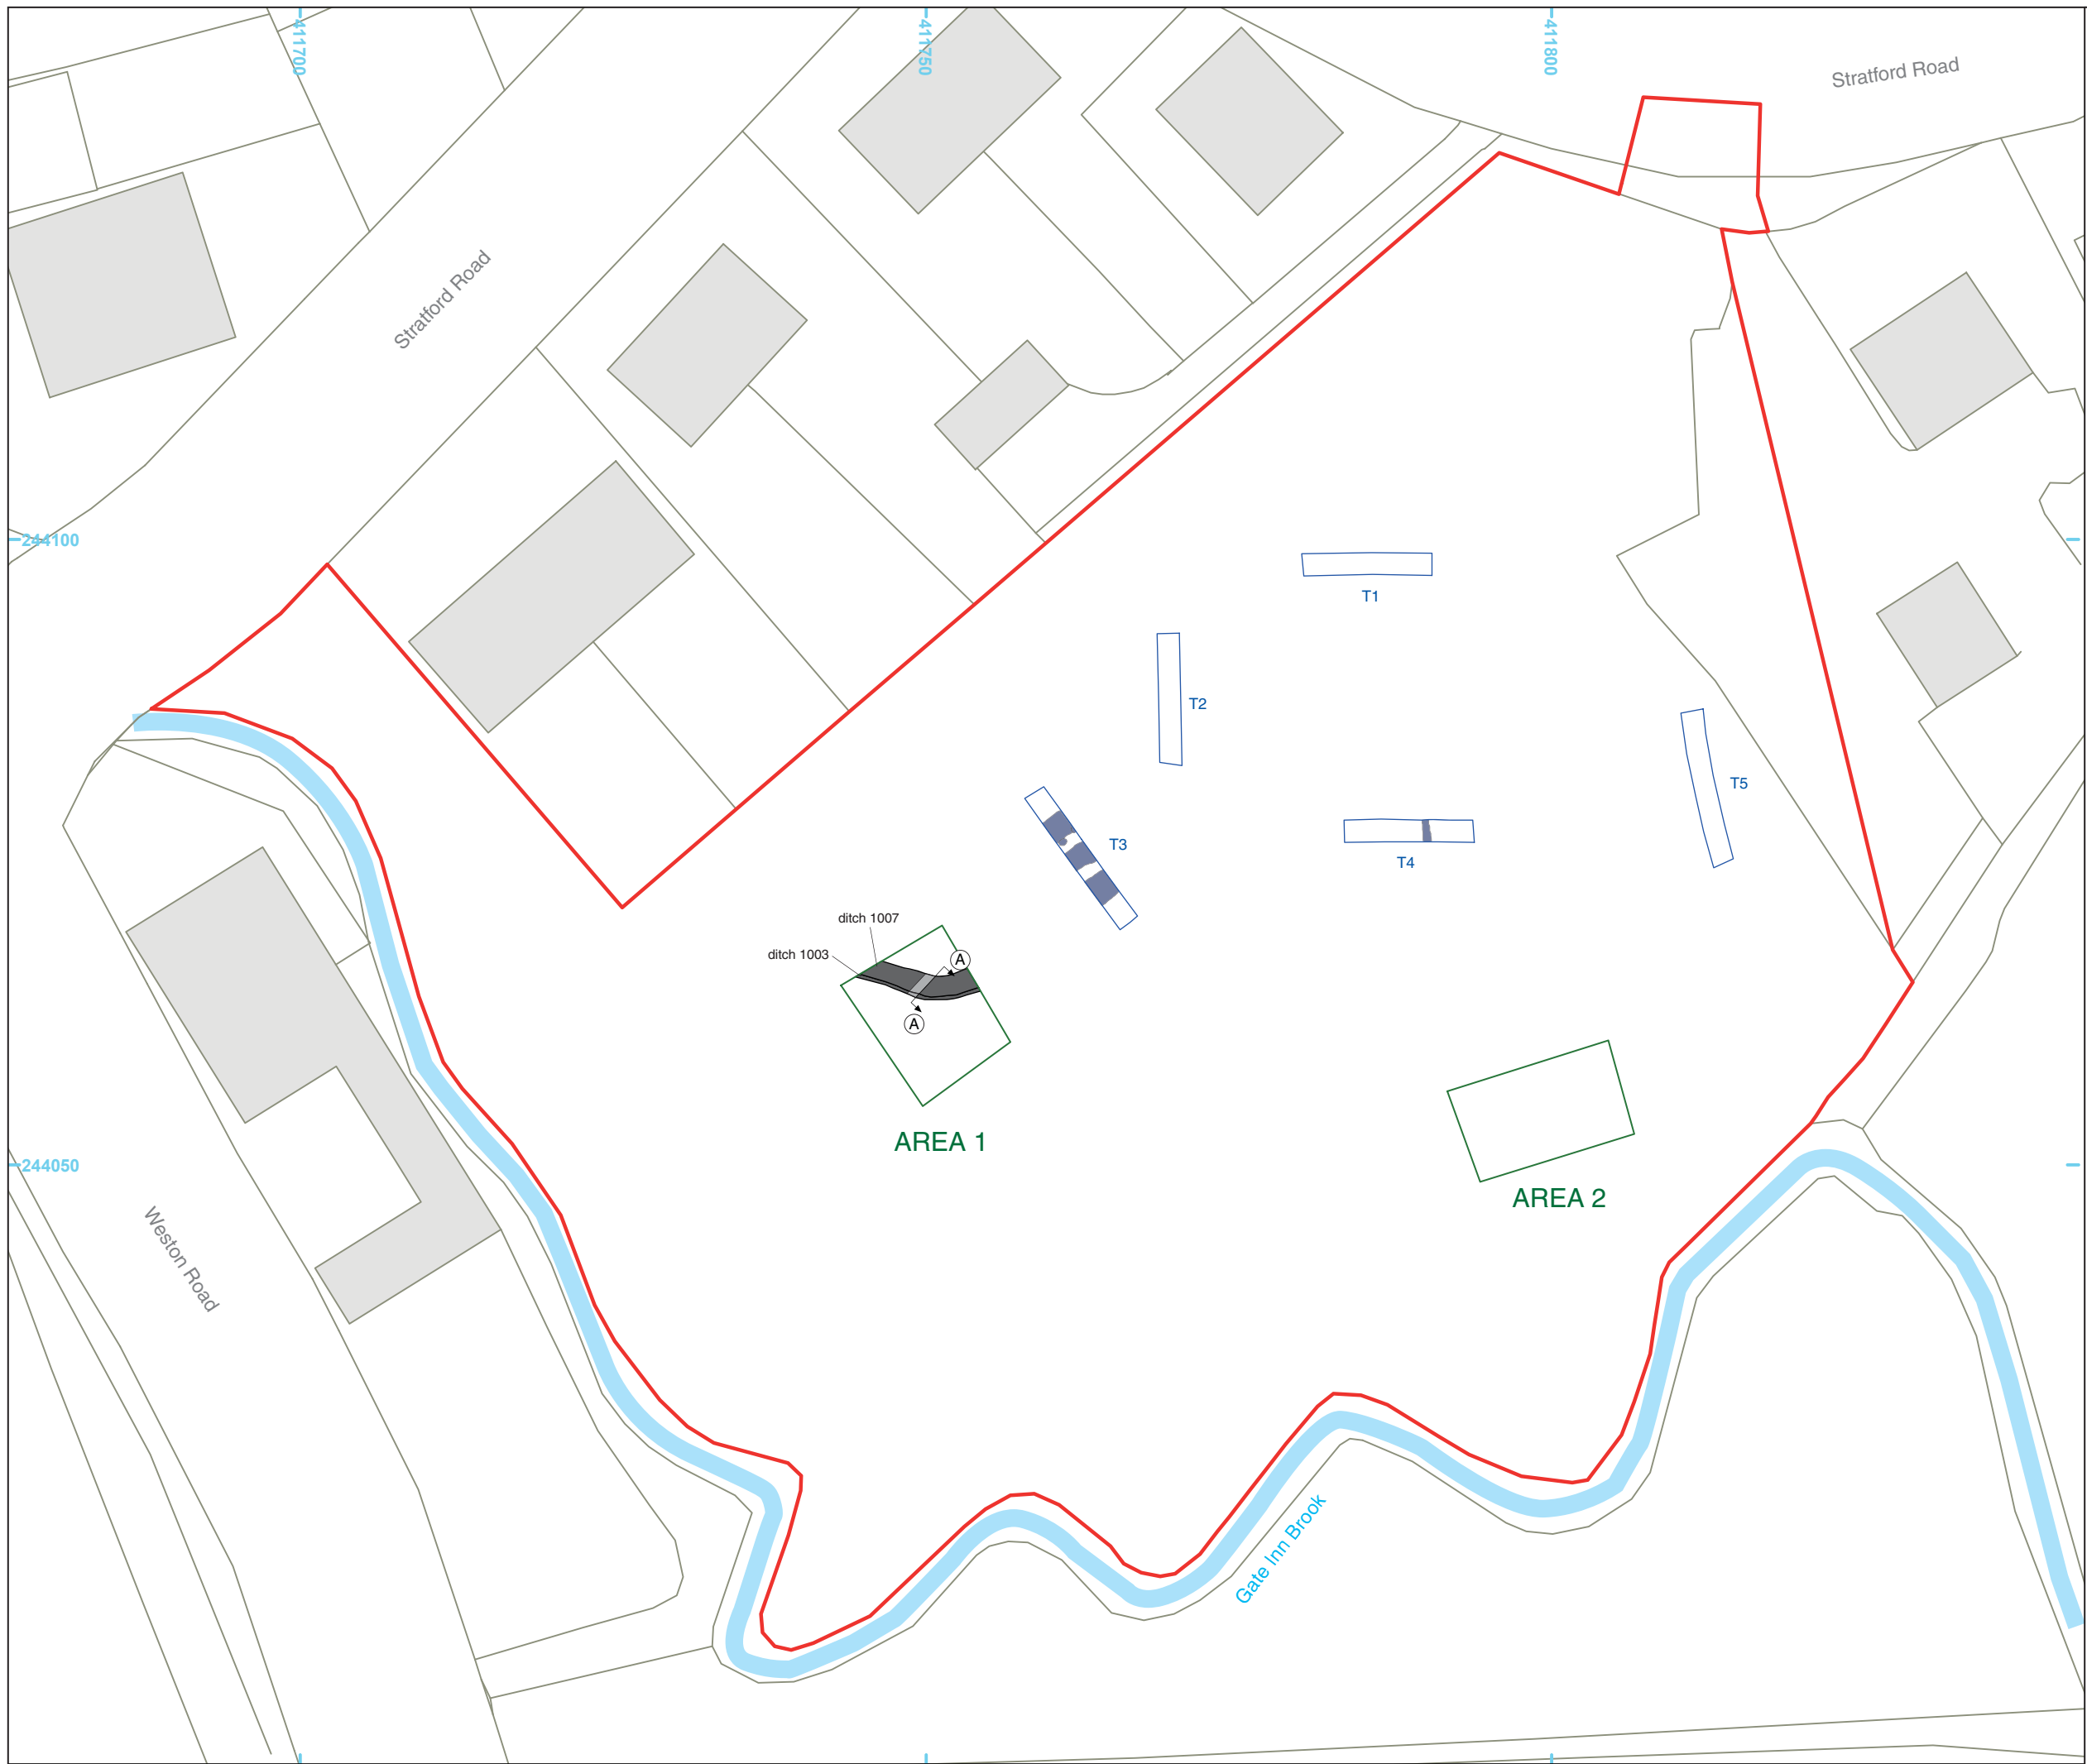 411700
411750
411800
Stratford Road
Stratford Road
244100
T1
T2
T5
T3
T4
ditch 1007
ditch 1003
A
A
AREA 1
244050
AREA 2
Weston Road
Gate Inn Brook